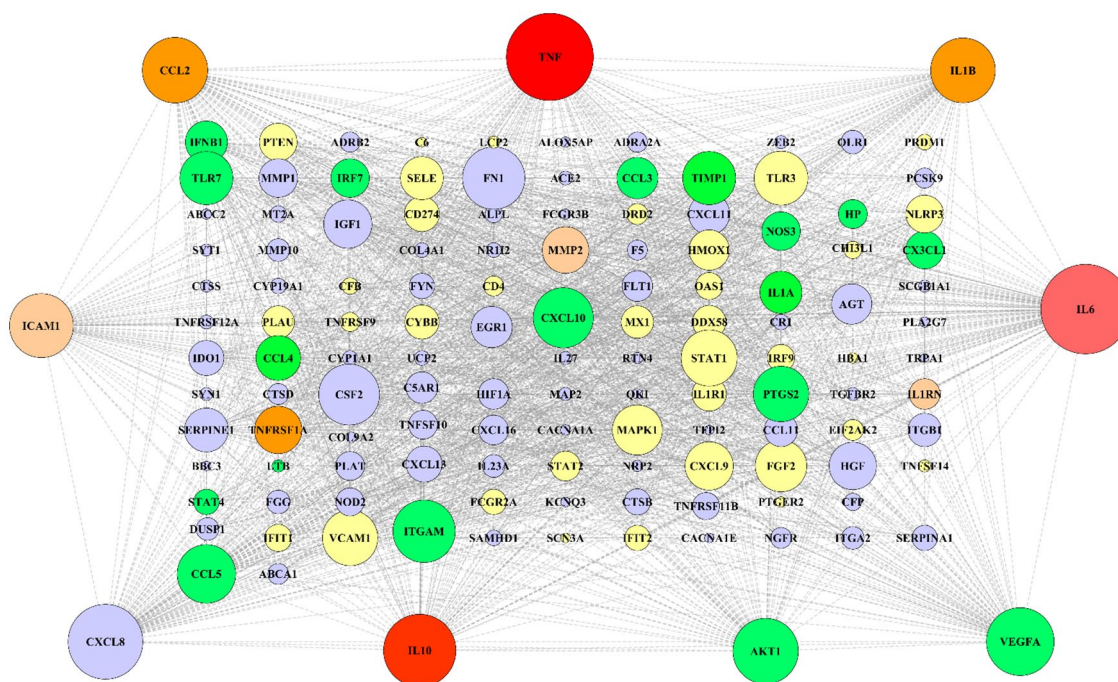 TNF
CCL2
IL1B
IFNB1
PTEN
ADRB2
C6
LCP2
ALOX5AP
ADRA2A
ZEB2
OLR1
PRDM1
TLR7
MMP1
IRF7
SELE
FN1
ACE2
CCL3
TIMP1
TLR3
PCSK9
ABCC2
MT2A
IGF1
CD274
ALPL
FCGR3B
DRD2
CXCL11
NOS3
HP
NLRP3
SYT1
MMP10
COL4A1
NR1I2
MMP2
F5
HMOX1
CHI3L1
CX3CL1
CTSS
CYP19A1
CFB
FYN
CD4
FLT1
OAS1
IL1A
AGT
SCGB1A1
IL6
ICAM1
TNFRSF12A
PLAU
TNFRSF9
CYBB
EGR1
CXCL10
MX1
DDX58
CR1
PLA2G7
IDO1
CCL4
CYP1A1
UCP2
IL27
RTN4
STAT1
IRF9
HBA1
TRPA1
SYN1
CTSD
CSF2
C5AR1
HIF1A
MAP2
QKI
IL1R1
PTGS2
TGFBR2
IL1RN
SERPINE1
TNFRSF1A
COL9A2
TNFSF10
CXCL16
CACNA1A
MAPK1
TFPI2
CCL11
EIF2AK2
ITGB1
BBC3
LTB
PLAT
CXCL13
IL23A
STAT2
NRP2
CXCL9
FGF2
HGF
TNFSF14
STAT4
FGG
NOD2
FCGR2A
KCNQ3
CTSB
TNFRSF11B
PTGER2
CFP
DUSP1
IFIT1
VCAM1
ITGAM
SAMHD1
SCN3A
IFIT2
CACNA1E
NGFR
ITGA2
SERPINA1
CCL5
ABCA1
CXCL8
IL10
AKT1
VEGFA